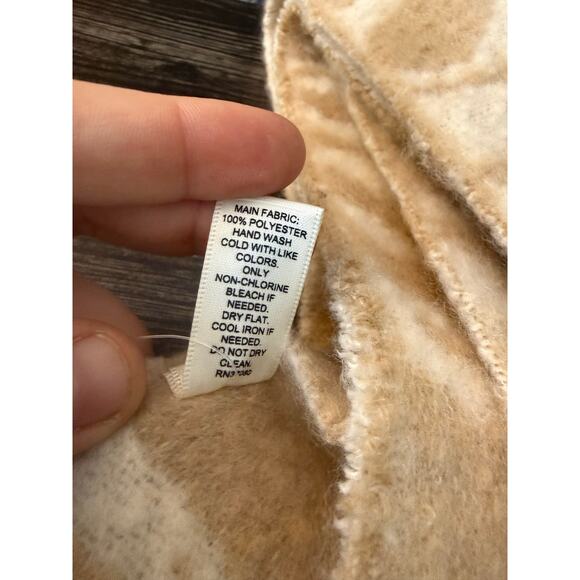 MAIN FABRIC:
100% POLYESTER
HAND WASH
COLD WITH LIKE
COLORS.
ONLY
NON-CHLORINE
BLEACH IF
NEEDED.
DRY FLAT.
COOL IRON IF
NEEDED.
DO NOT DRY
CLEAN.